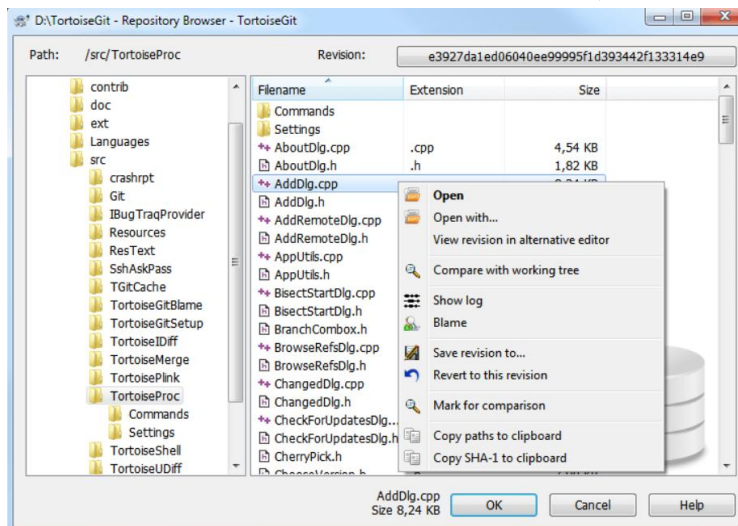 D:\TortoiseGit - Repository Browser - TortoiseGit
Path: /src/TortoiseProc Revision: e3927da1ed06040ee99995f1d393442f133314e9
contrib
doc
ext
Languages
src
crashrpt
Git
IBugTraqProvider
Resources
ResText
SshAskPass
TGitCache
TortoiseGitBlame
TortoiseGitSetup
TortoiseIDiff
TortoiseMerge
TortoisePlink
TortoiseProc
Commands
Settings
TortoiseShell
TortoiseUDiff
Filename Extension Size
Commands
Settings
AboutDlg.cpp .cpp 4,54 KB
AboutDlg.h .h 1,82 KB
AddDlg.cpp
AddDlg.h
AddRemoteDlg.cpp
AddRemoteDlg.h
AppUtils.cpp
AppUtils.h
BisectStartDlg.cpp
BisectStartDlg.h
BranchCombox.h
BrowseRefsDlg.cpp
BrowseRefsDlg.h
ChangedDlg.cpp
ChangedDlg.h
CheckForUpdatesDlg...
CheckForUpdatesDlg.h
CherryPick.h
ChooseVersion.h
Open
Open with...
View revision in alternative editor
Compare with working tree
Show log
Blame
Save revision to...
Revert to this revision
Mark for comparison
Copy paths to clipboard
Copy SHA-1 to clipboard
AddDlg.cpp
Size 8,24 KB
OK Cancel Help